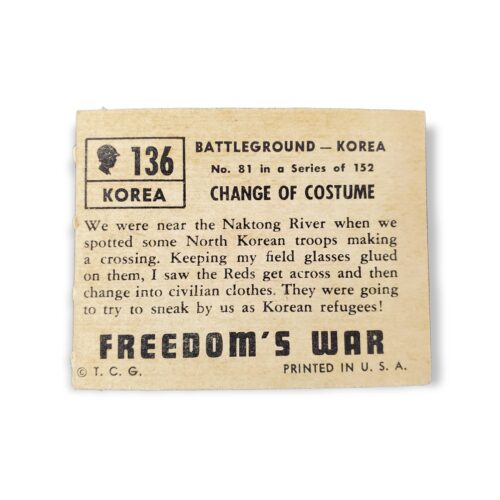 136
KOREA
BATTLEGROUND — KOREA
No. 81 in a Series of 152
CHANGE OF COSTUME
We were near the Naktong River when we
spotted some North Korean troops making
a crossing. Keeping my field glasses glued
on them, I saw the Reds get across and then
change into civilian clothes. They were going
to try to sneak by us as Korean refugees!
FREEDOM'S WAR
© T. C. G.
PRINTED IN U. S. A.